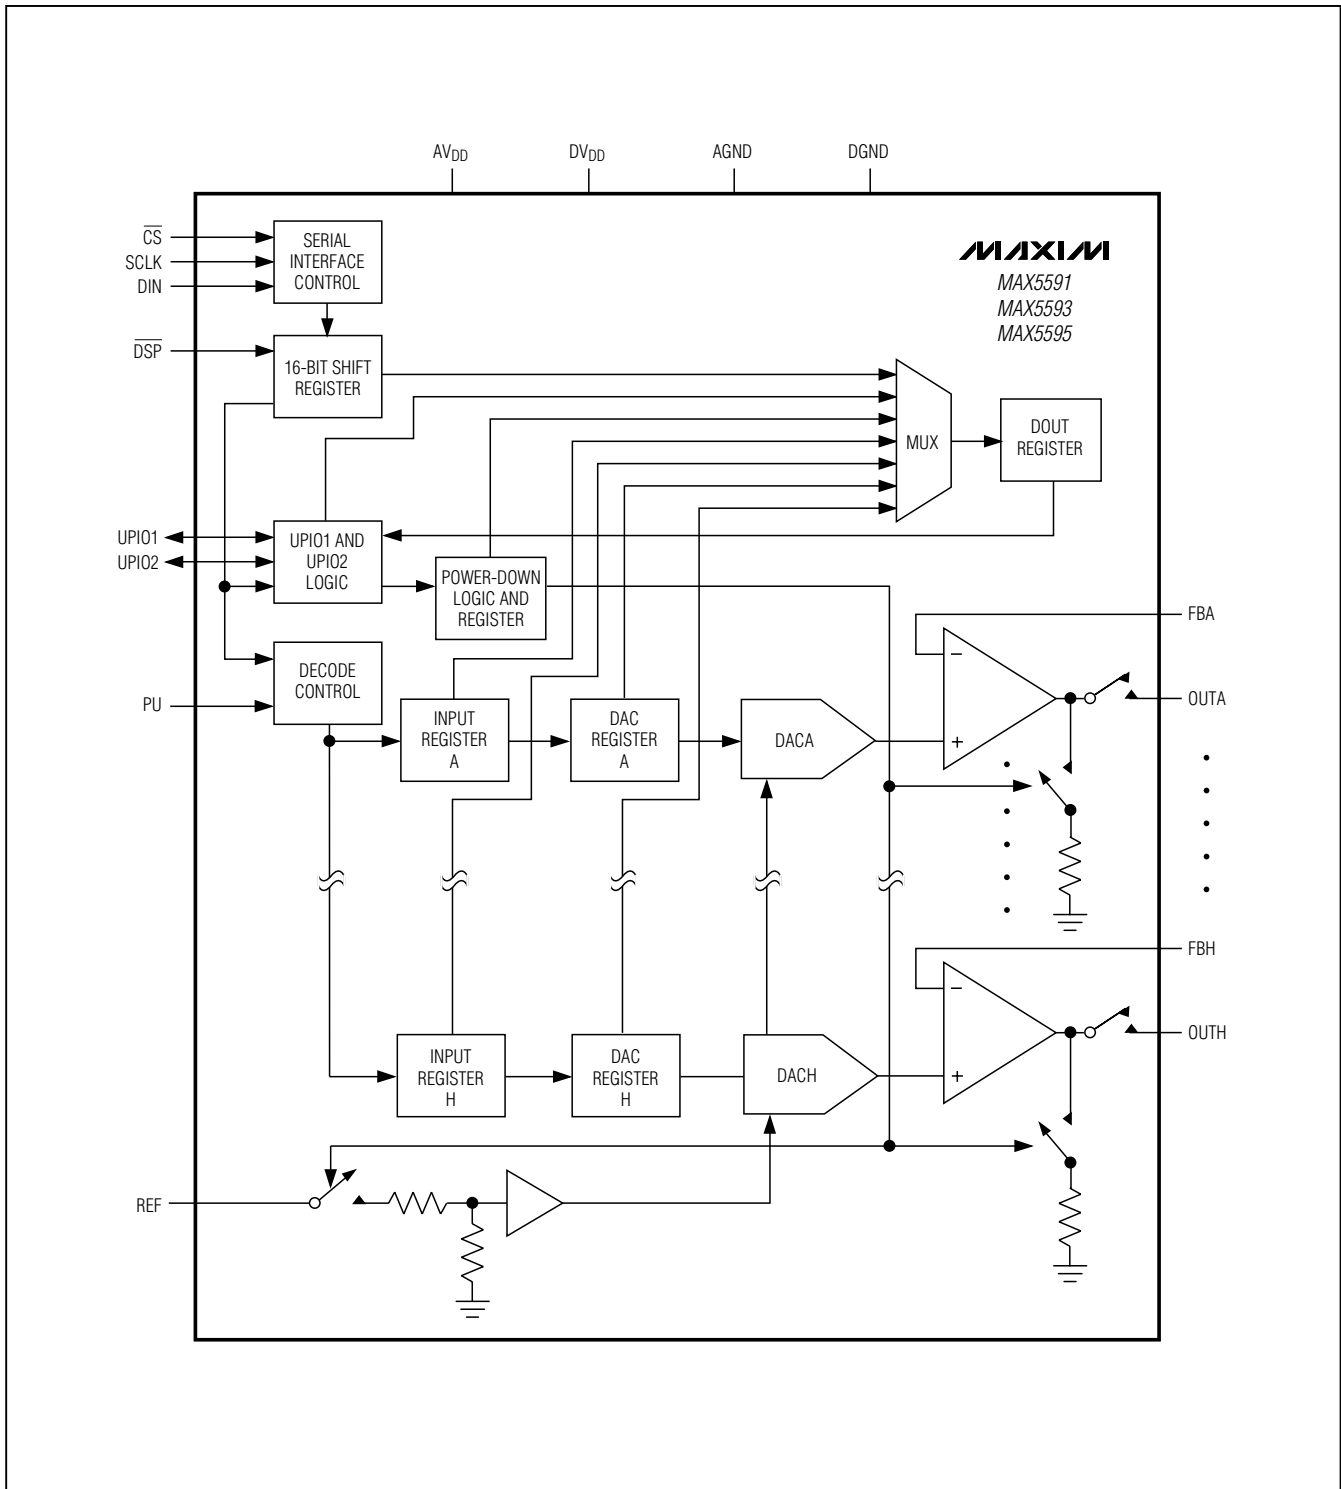 AVDD DVDD AGND DGND
CS
SCLK
DIN
SERIAL
INTERFACE
CONTROL
MAXIM
MAX5591
MAX5593
MAX5595
DSP
16-BIT SHIFT
REGISTER
MUX
DOUT
REGISTER
UPIO1
UPIO2
UPIO1 AND
UPIO2
LOGIC
POWER-DOWN
LOGIC AND
REGISTER
FBA
DECODE
CONTROL
PU
INPUT
REGISTER
A
DAC
REGISTER
A
DACA
−
+
OUTA
FBH
INPUT
REGISTER
H
DAC
REGISTER
H
DACH
−
+
OUTH
REF